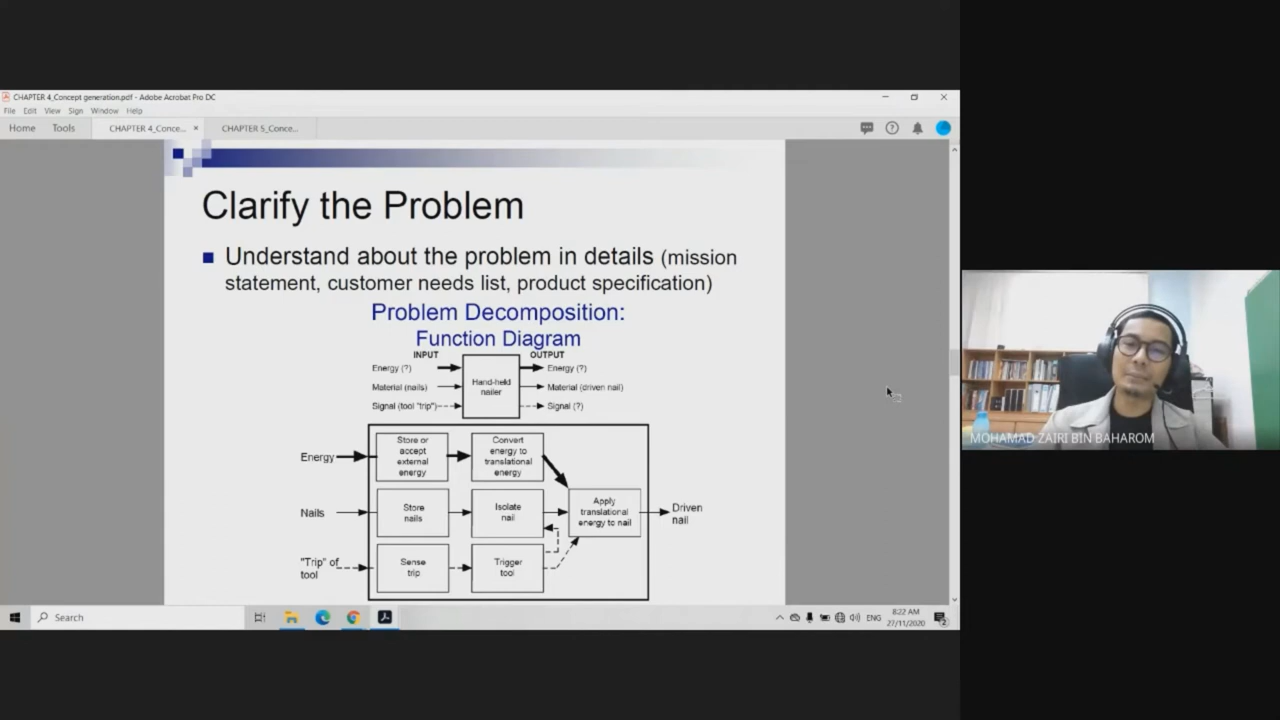 CHAPTER 4_Concept generation.pdf - Adobe Acrobat Pro DC
File Edit View Sign Window Help
Home Tools CHAPTER 4_Conce... × CHAPTER 5_Conce...
Clarify the Problem
Understand about the problem in details (mission
statement, customer needs list, product specification)
Problem Decomposition:
Function Diagram
INPUT OUTPUT
Energy (?) Energy (?)
Material (nails) Hand-held nailer Material (driven nail)
Signal (tool "trip") Signal (?)
Energy
Store or
accept
external
energy
Convert
energy to
translational
energy
Nails
Store
nails
Isolate
nail
Apply
translational
energy to nail
Driven
nail
"Trip" of
tool
Sense
trip
Trigger
tool
MOHAMAD ZAIRI BIN BAHAROM
Search
ENG
8:22 AM
27/11/2020
2